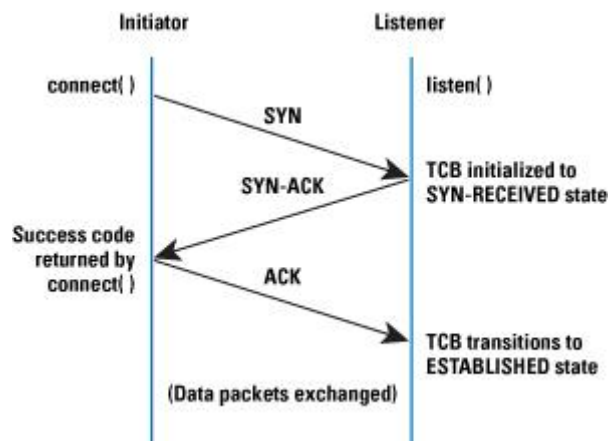 Initiator
Listener
connect( )
listen( )
SYN
TCB initialized to
SYN-RECEIVED state
SYN-ACK
Success code
returned by
connect( )
ACK
TCB transitions to
ESTABLISHED state
(Data packets exchanged)